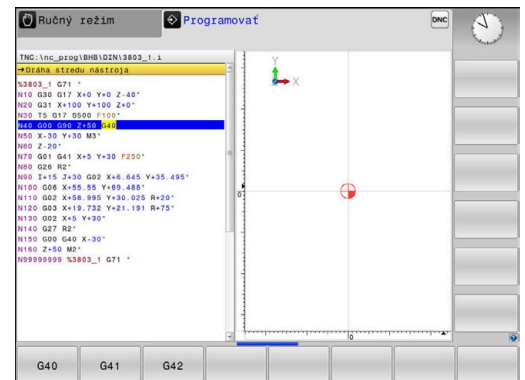 Ručný režim
Programovať
DNC
TNC:\nc_prog\BHB\DIN\3803_1.i
→Dráha stredu nástroja
%3803_1 G71 *
N10 G30 G17 X+0 Y+0 Z-40*
N20 G31 X+100 Y+100 Z+0*
N30 T5 G17 S500 F100*
N40 G00 G90 Z+50 G40
N50 X-30 Y+30 M3*
N60 Z-20*
N70 G01 G41 X+5 Y+30 F250*
N80 G26 R2*
N90 I+15 J+30 G02 X+6.645 Y+35.495*
N100 G06 X+55.55 Y+69.488*
N110 G02 X+58.995 Y+30.025 R+20*
N120 G03 X+19.732 Y+21.191 R+75*
N130 G02 X+5 Y+30*
N140 G27 R2*
N150 G00 G40 X-30*
N160 Z+50 M2*
N99999999 %3803_1 G71 *
Y
X
0
0
G40
G41
G42